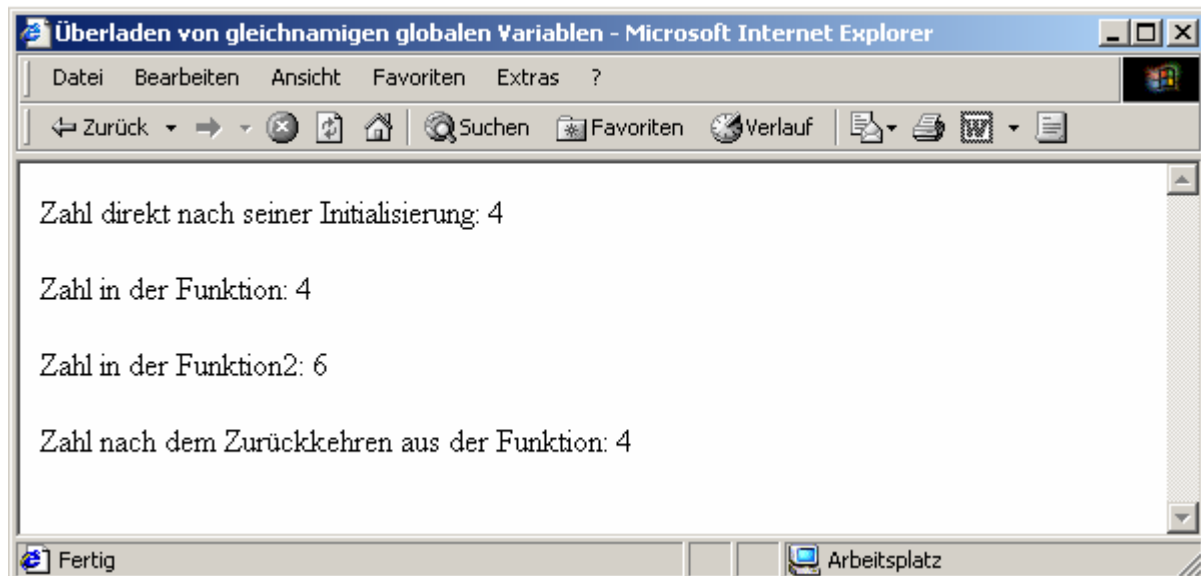 Überladen von gleichnamigen globalen Variablen - Microsoft Internet Explorer
Datei Bearbeiten Ansicht Favoriten Extras ?
Zurück Suchen Favoriten Verlauf
Zahl direkt nach seiner Initialisierung: 4
Zahl in der Funktion: 4
Zahl in der Funktion2: 6
Zahl nach dem Zurückkehren aus der Funktion: 4
Fertig Arbeitsplatz